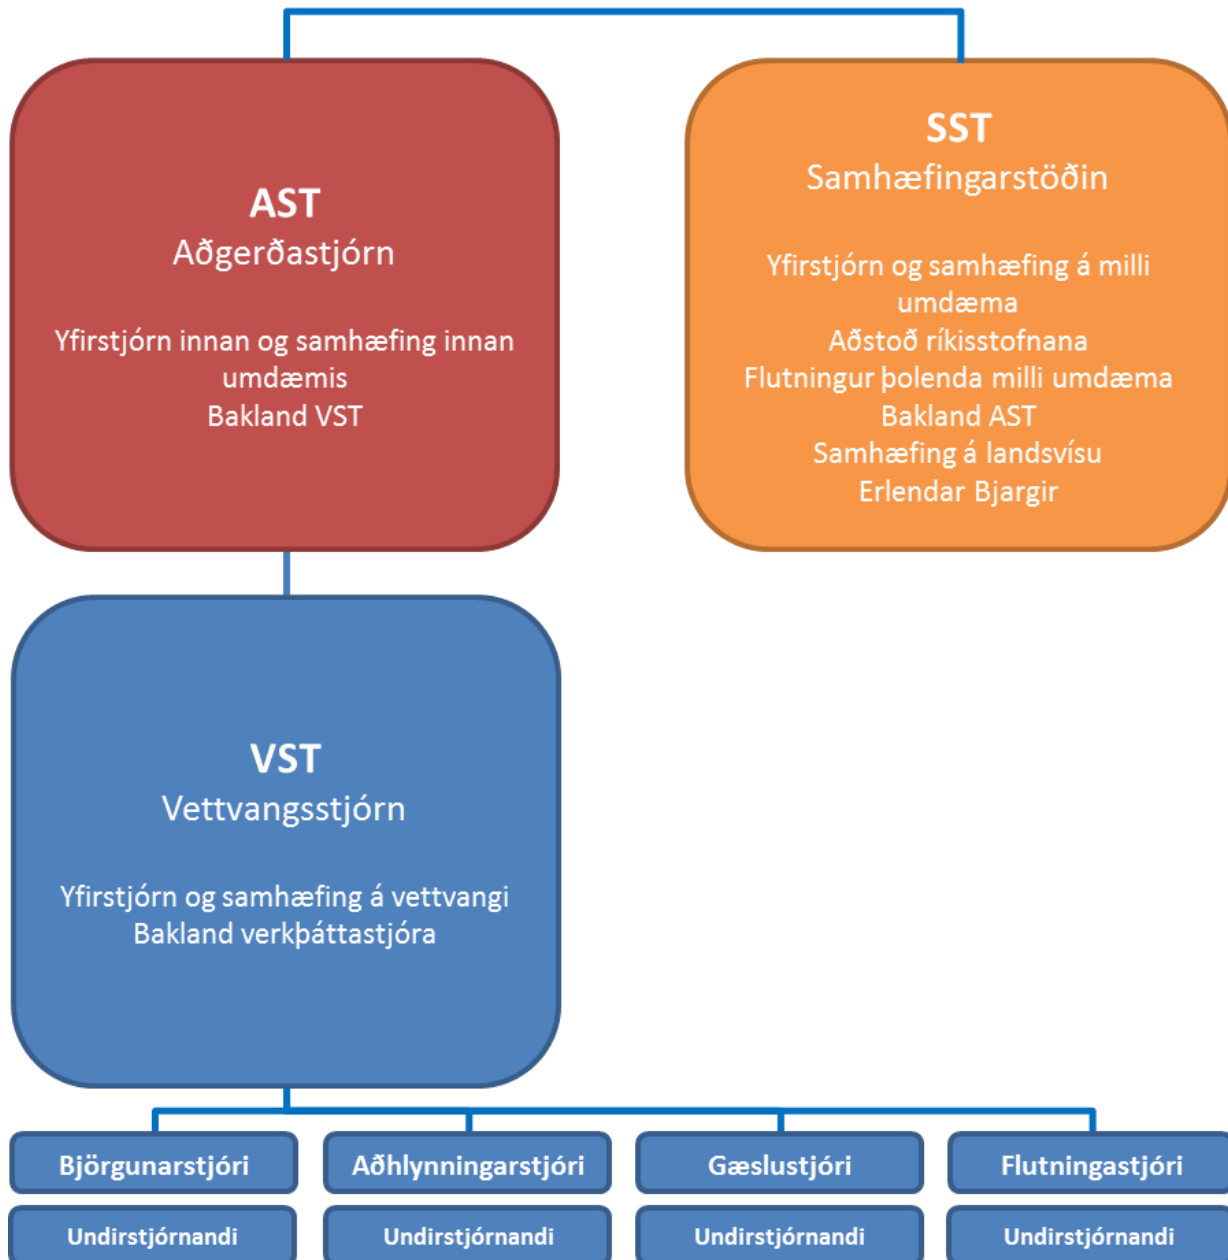 AST
Aðgerðastjórn
Yfirstjórn innan og samhæfing innan
umdæmis
Bakland VST
SST
Samhæfingarstöðin
Yfirstjórn og samhæfing á milli
umdæma
Aðstoð ríkisstofnana
Flutningur þolenda milli umdæma
Bakland AST
Samhæfing á landsvísu
Erlendar Bjargir
VST
Vettvangsstjórn
Yfirstjórn og samhæfing á vettvangi
Bakland verkþáttastjóra
Björgunarstjóri
Aðhlynningarstjóri
Gæslustjóri
Flutningastjóri
Undirstjórnandi
Undirstjórnandi
Undirstjórnandi
Undirstjórnandi